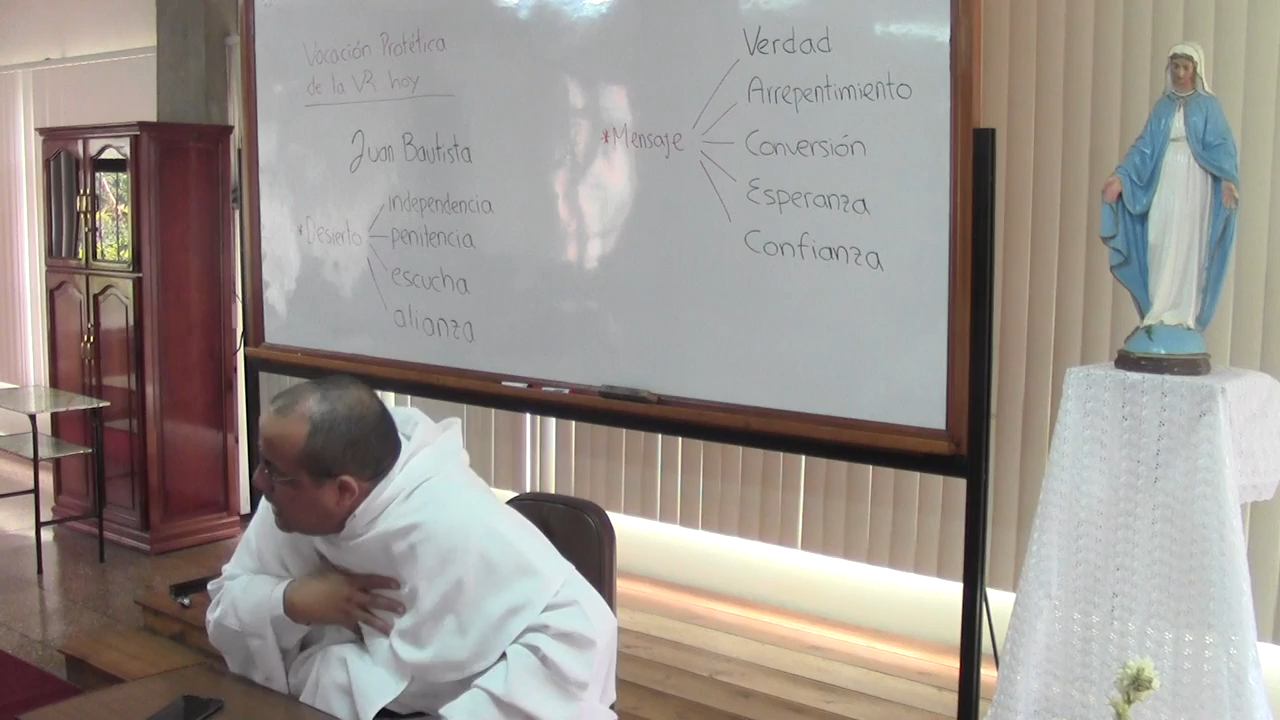 Vocación Profética
de la VR hoy
Juan Bautista
*Desierto
independencia
penitencia
escucha
alianza
*Mensaje
Verdad
Arrepentimiento
Conversión
Esperanza
Confianza